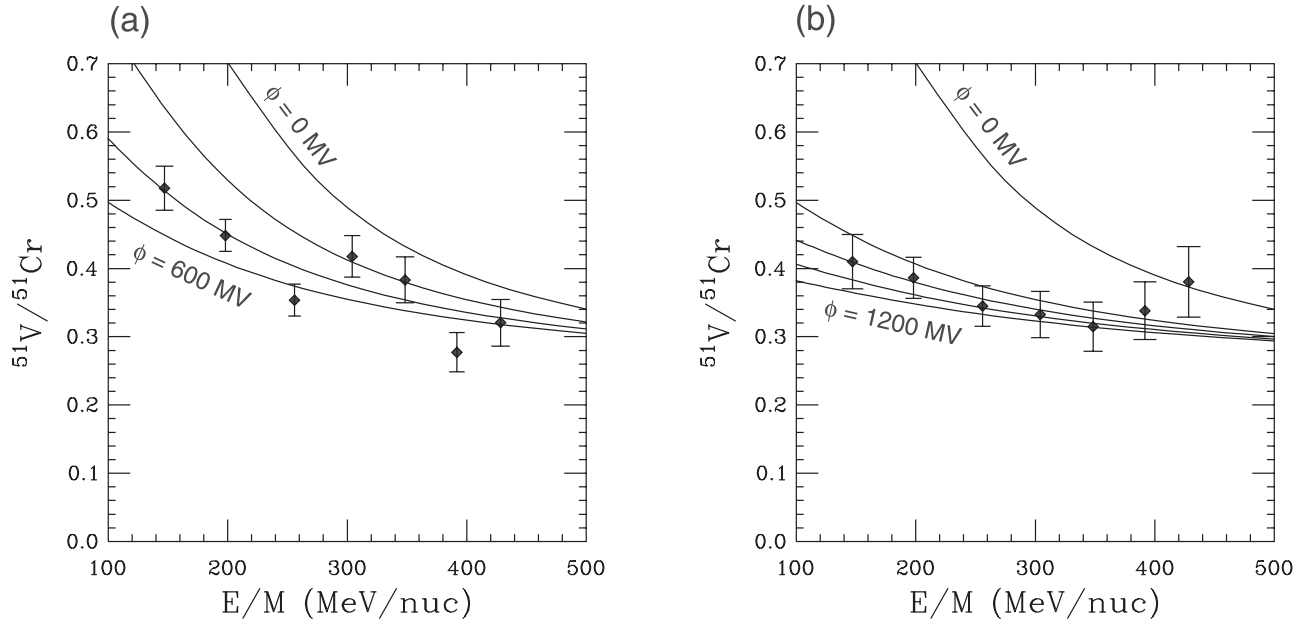 (a)
0.7
0.6
0.5
0.4
0.3
0.2
0.1
0.0
⁵¹V/⁵¹Cr
ϕ = 0 MV
ϕ = 600 MV
100 200 300 400 500
E/M (MeV/nuc)
(b)
0.7
0.6
0.5
0.4
0.3
0.2
0.1
0.0
⁵¹V/⁵¹Cr
ϕ = 0 MV
ϕ = 1200 MV
100 200 300 400 500
E/M (MeV/nuc)